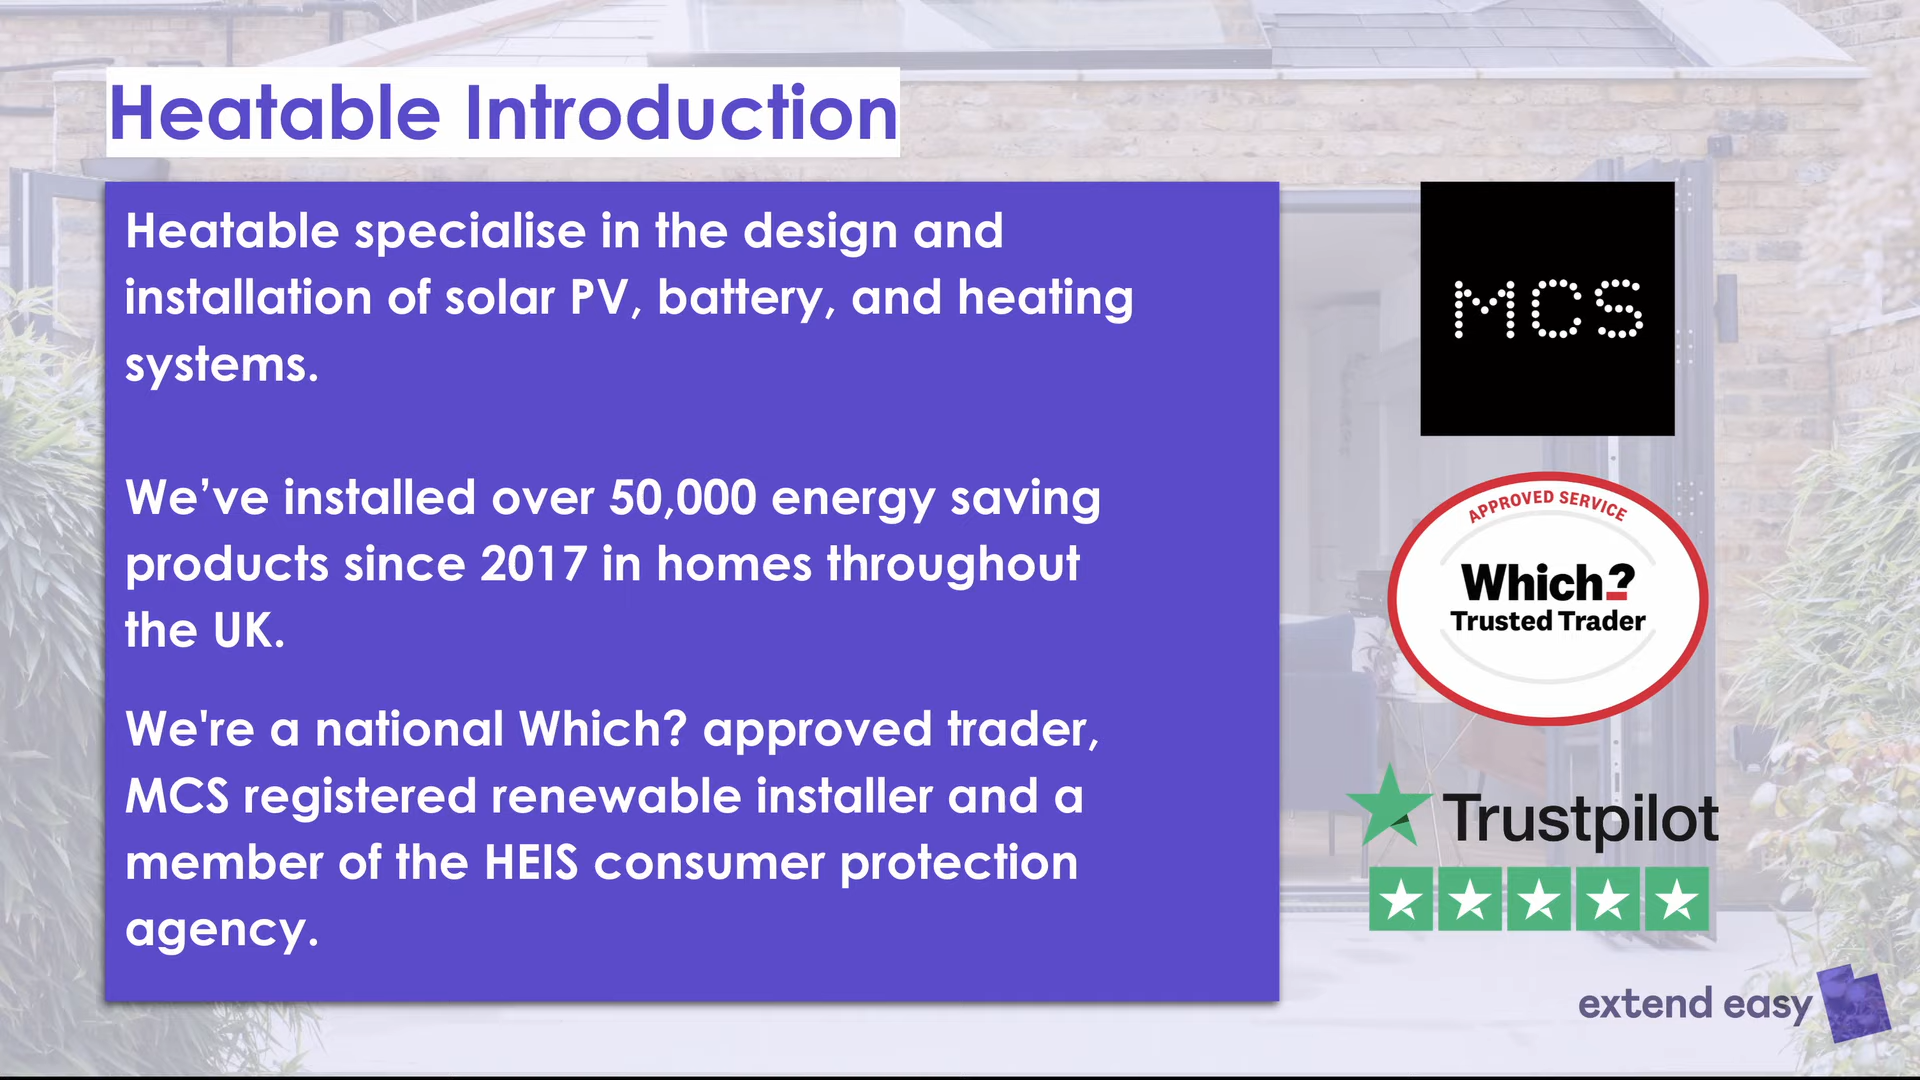 Heatable Introduction
Heatable specialise in the design and
installation of solar PV, battery, and heating
systems.
We’ve installed over 50,000 energy saving
products since 2017 in homes throughout
the UK.
We're a national Which? approved trader,
MCS registered renewable installer and a
member of the HEIS consumer protection
agency.
MCS
APPROVED SERVICE
Which?
Trusted Trader
Trustpilot
extend easy